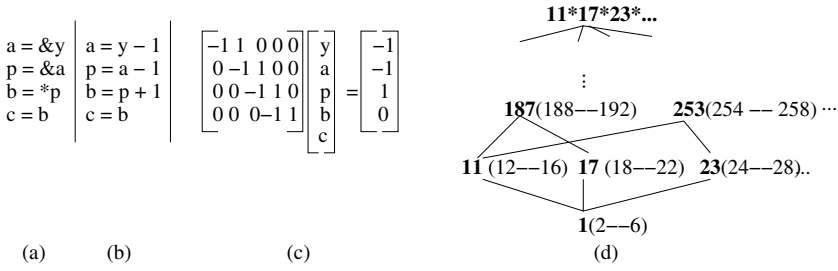 a = &y
p = &a
b = *p
c = b
a = y − 1
p = a − 1
b = p + 1
c = b
−1 1 0 0 0
0 −1 1 0 0
0 0 −1 1 0
0 0 0−1 1
y
a
p
b
c
=
−1
−1
1
0
11*17*23*...
⋮
187(188−−192) 253(254 −− 258) ...
11 (12−−16) 17 (18−−22) 23(24−−28)..
1(2−−6)
(a) (b) (c) (d)